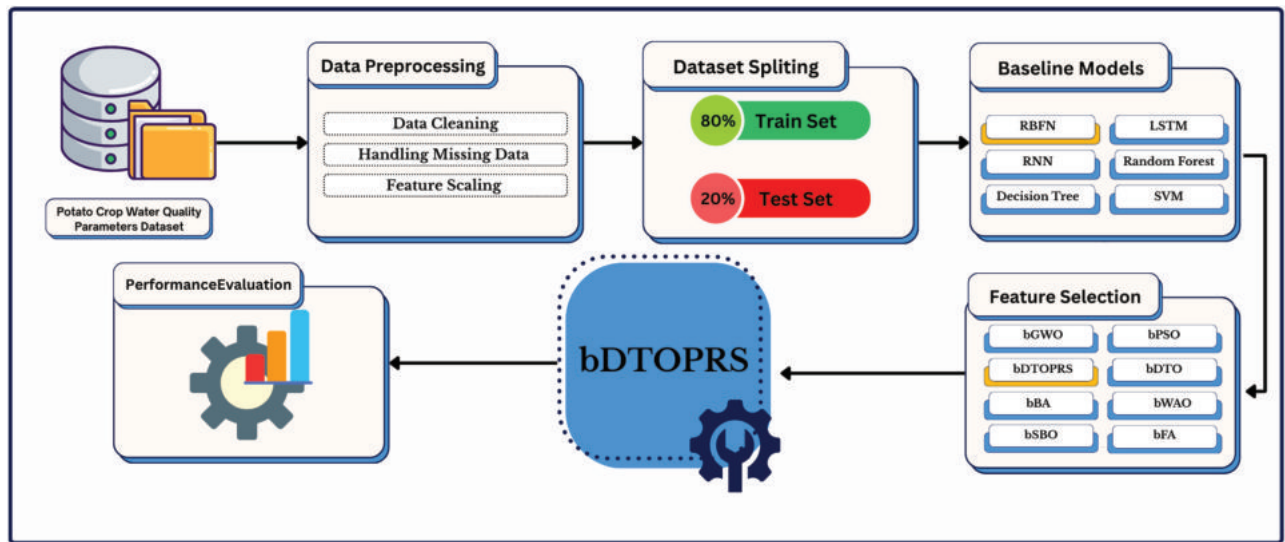 Potato Crop Water Quality
Parameters Dataset
Data Preprocessing
Data Cleaning
Handling Missing Data
Feature Scaling
Dataset Spliting
80% Train Set
20% Test Set
Baseline Models
RBFN LSTM
RNN Random Forest
Decision Tree SVM
Feature Selection
bGWO bPSO
bDTOPRS bDTO
bBA bWAO
bSBO bFA
bDTOPRS
PerformanceEvaluation